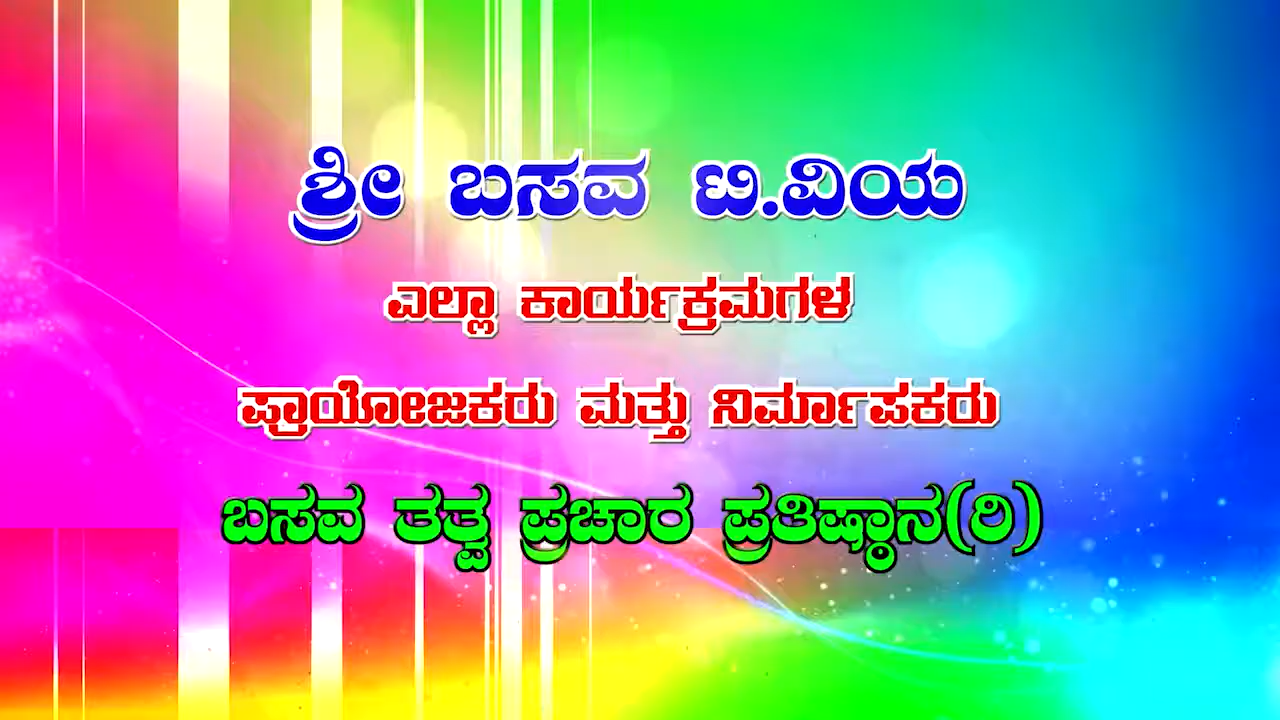 ಶ್ರೀ ಬಸವ ಟಿ.ವಿಯ
ಎಲ್ಲಾ ಕಾರ್ಯಕ್ರಮಗಳ
ಪ್ರಾಯೋಜಕರು ಮತ್ತು ನಿರ್ಮಾಪಕರು
ಬಸವ ತತ್ವ ಪ್ರಚಾರ ಪ್ರತಿಷ್ಠಾನ(ರಿ)